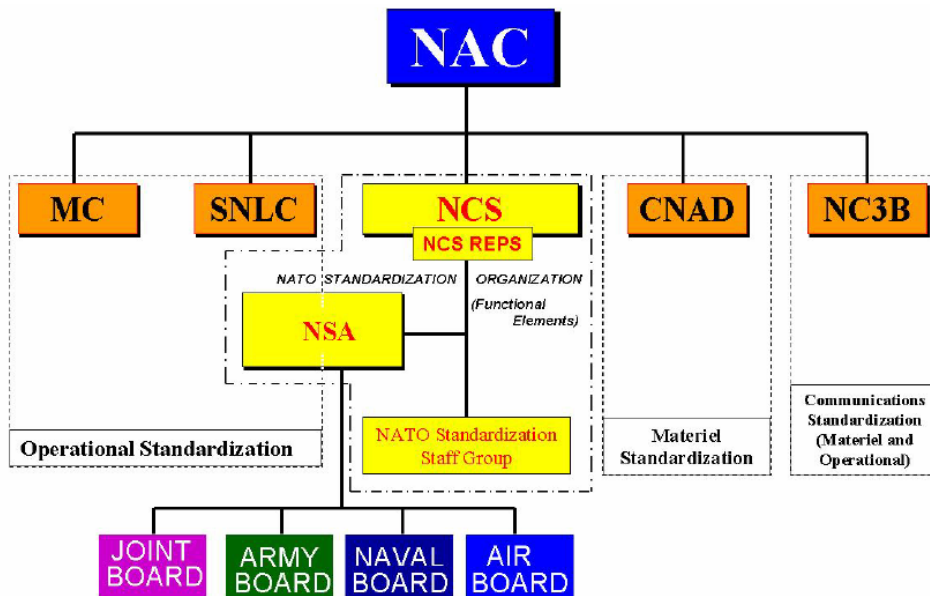 NAC
MC
SNLC
NCS
CNAD
NC3B
NCS REPS
NATO STANDARDIZATION ORGANIZATION
(Functional
Elements)
NSA
NATO Standardization
Staff Group
Operational Standardization
Materiel
Standardization
Communications
Standardization
(Materiel and
Operational)
JOINT
BOARD
ARMY
BOARD
NAVAL
BOARD
AIR
BOARD